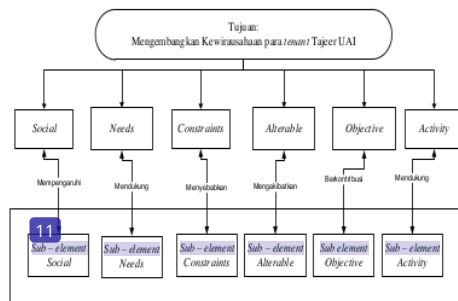 Tujuan:
Mengembangkan Kewirausahaan para tenant Tajeer UAI
Social
Needs
Constraints
Alterable
Objective
Activity
Mempengaruhi
Mendukung
Menyebabkan
Mengakibatkan
Berkontribusi
Mendukung
11
Sub – element
Social
Sub – element
Needs
Sub – element
Constraints
Sub – element
Alterable
Sub element
Objective
Sub – element
Activity